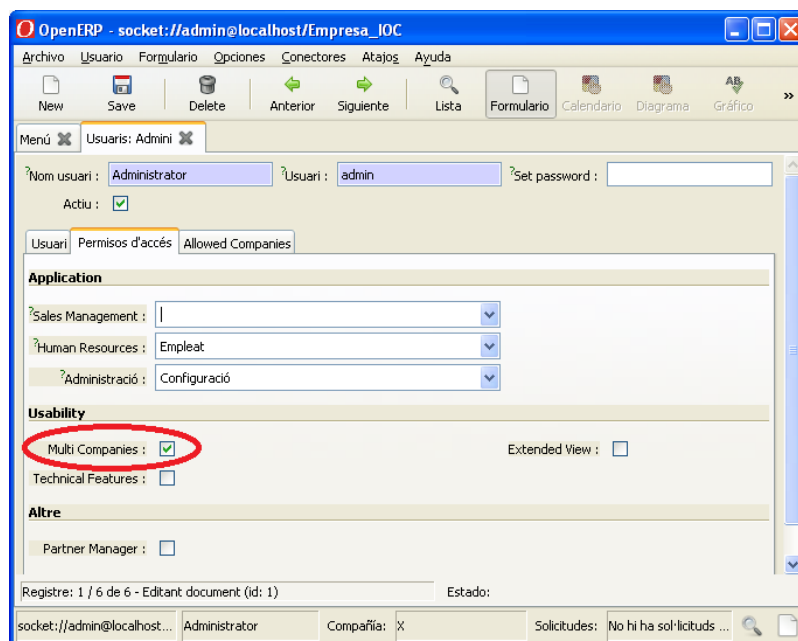 OpenERP - socket://admin@localhost/Empresa_IOC
Archivo Usuario Formulario Opciones Conectores Atajos Ayuda
New Save Delete Anterior Siguiente Lista Formulario Calendario Diagrama Gráfico »
Menú Usuaris: Admini
?Nom usuari : Administrator ?Usuari : admin ?Set password :
Actiu :
Usuari Permisos d'accés Allowed Companies
Application
?Sales Management :
?Human Resources : Empleat
?Administració : Configuració
Usability
Multi Companies : Extended View :
Technical Features :
Altre
Partner Manager :
Registre: 1 / 6 de 6 - Editant document (id: 1) Estado:
socket://admin@localhost... Administrator Compañía: X Solicitudes: No hi ha sol·licituds ...